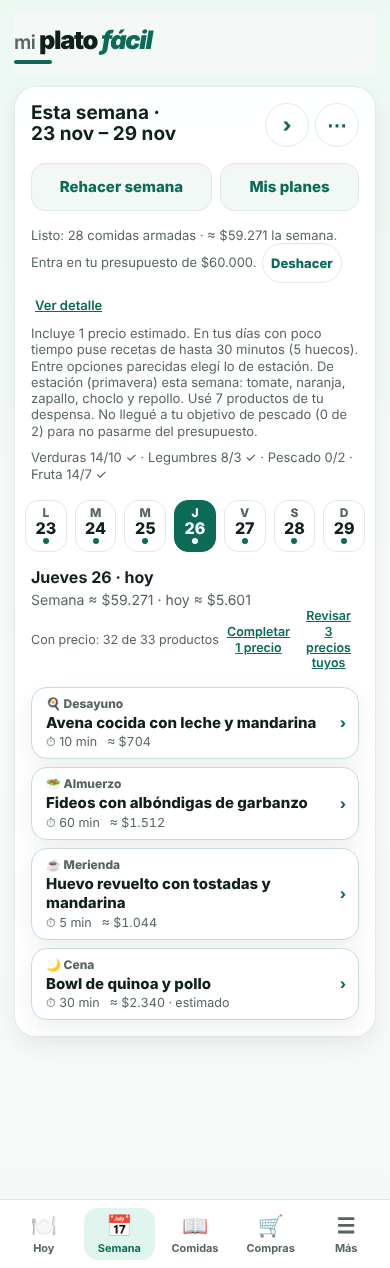 mi plato fácil
Esta semana ·
23 nov – 29 nov
›
⋯
Rehacer semana
Mis planes
Listo: 28 comidas armadas · ≈ $59.271 la semana.
Entra en tu presupuesto de $60.000.
Deshacer
Ver detalle
Incluye 1 precio estimado. En tus días con poco
tiempo puse recetas de hasta 30 minutos (5 huecos).
Entre opciones parecidas elegí lo de estación. De
estación (primavera) esta semana: tomate, naranja,
zapallo, choclo y repollo. Usé 7 productos de tu
despensa. No llegué a tu objetivo de pescado (0 de
2) para no pasarme del presupuesto.
Verduras 14/10 ✓ · Legumbres 8/3 ✓ · Pescado 0/2 ·
Fruta 14/7 ✓
L M M J V S D
23 24 25 26 27 28 29
Jueves 26 · hoy
Semana ≈ $59.271 · hoy ≈ $5.601
Con precio: 32 de 33 productos
Completar
1 precio
Revisar
3
precios
tuyos
🍳 Desayuno
Avena cocida con leche y mandarina ›
⏱ 10 min ≈ $704
🥗 Almuerzo
Fideos con albóndigas de garbanzo ›
⏱ 60 min ≈ $1.512
☕ Merienda
Huevo revuelto con tostadas y
mandarina ›
⏱ 5 min ≈ $1.044
🌙 Cena
Bowl de quinoa y pollo ›
⏱ 30 min ≈ $2.340 · estimado
Hoy Semana Comidas Compras Más